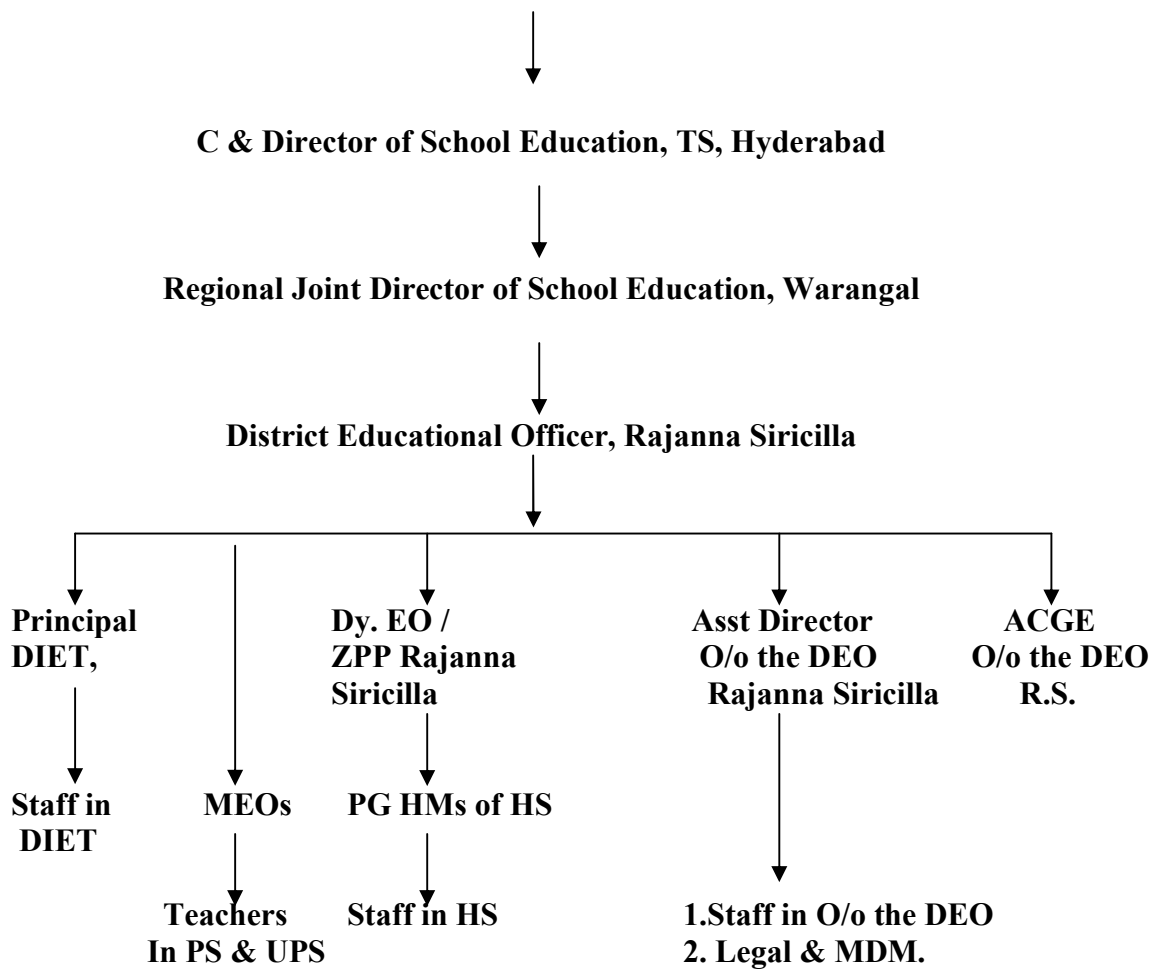 C & Director of School Education, TS, Hyderabad
Regional Joint Director of School Education, Warangal
District Educational Officer, Rajanna Siricilla
Principal
DIET,
Dy. EO /
ZPP Rajanna
Siricilla
Asst Director
O/o the DEO
Rajanna Siricilla
ACGE
O/o the DEO
R.S.
Staff in
DIET
MEOs
PG HMs of HS
Teachers
In PS & UPS
Staff in HS
1.Staff in O/o the DEO
2. Legal & MDM.